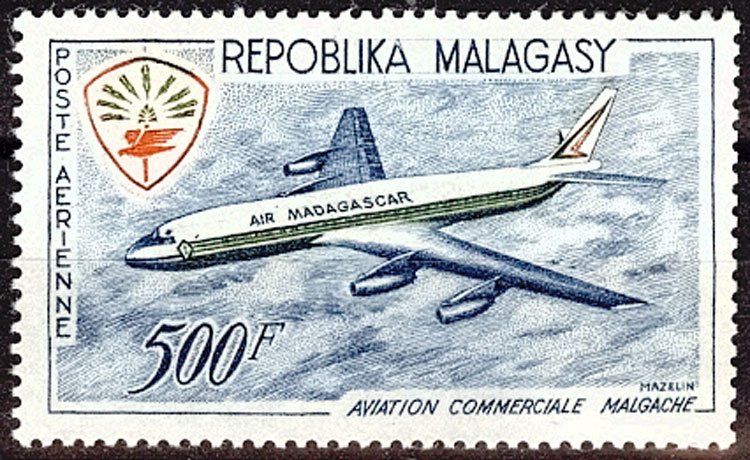 REPOBLIKA MALAGASY
POSTE AERIENNE
AIR MADAGASCAR
500F
MAZELIN
AVIATION COMMERCIALE MALGACHE